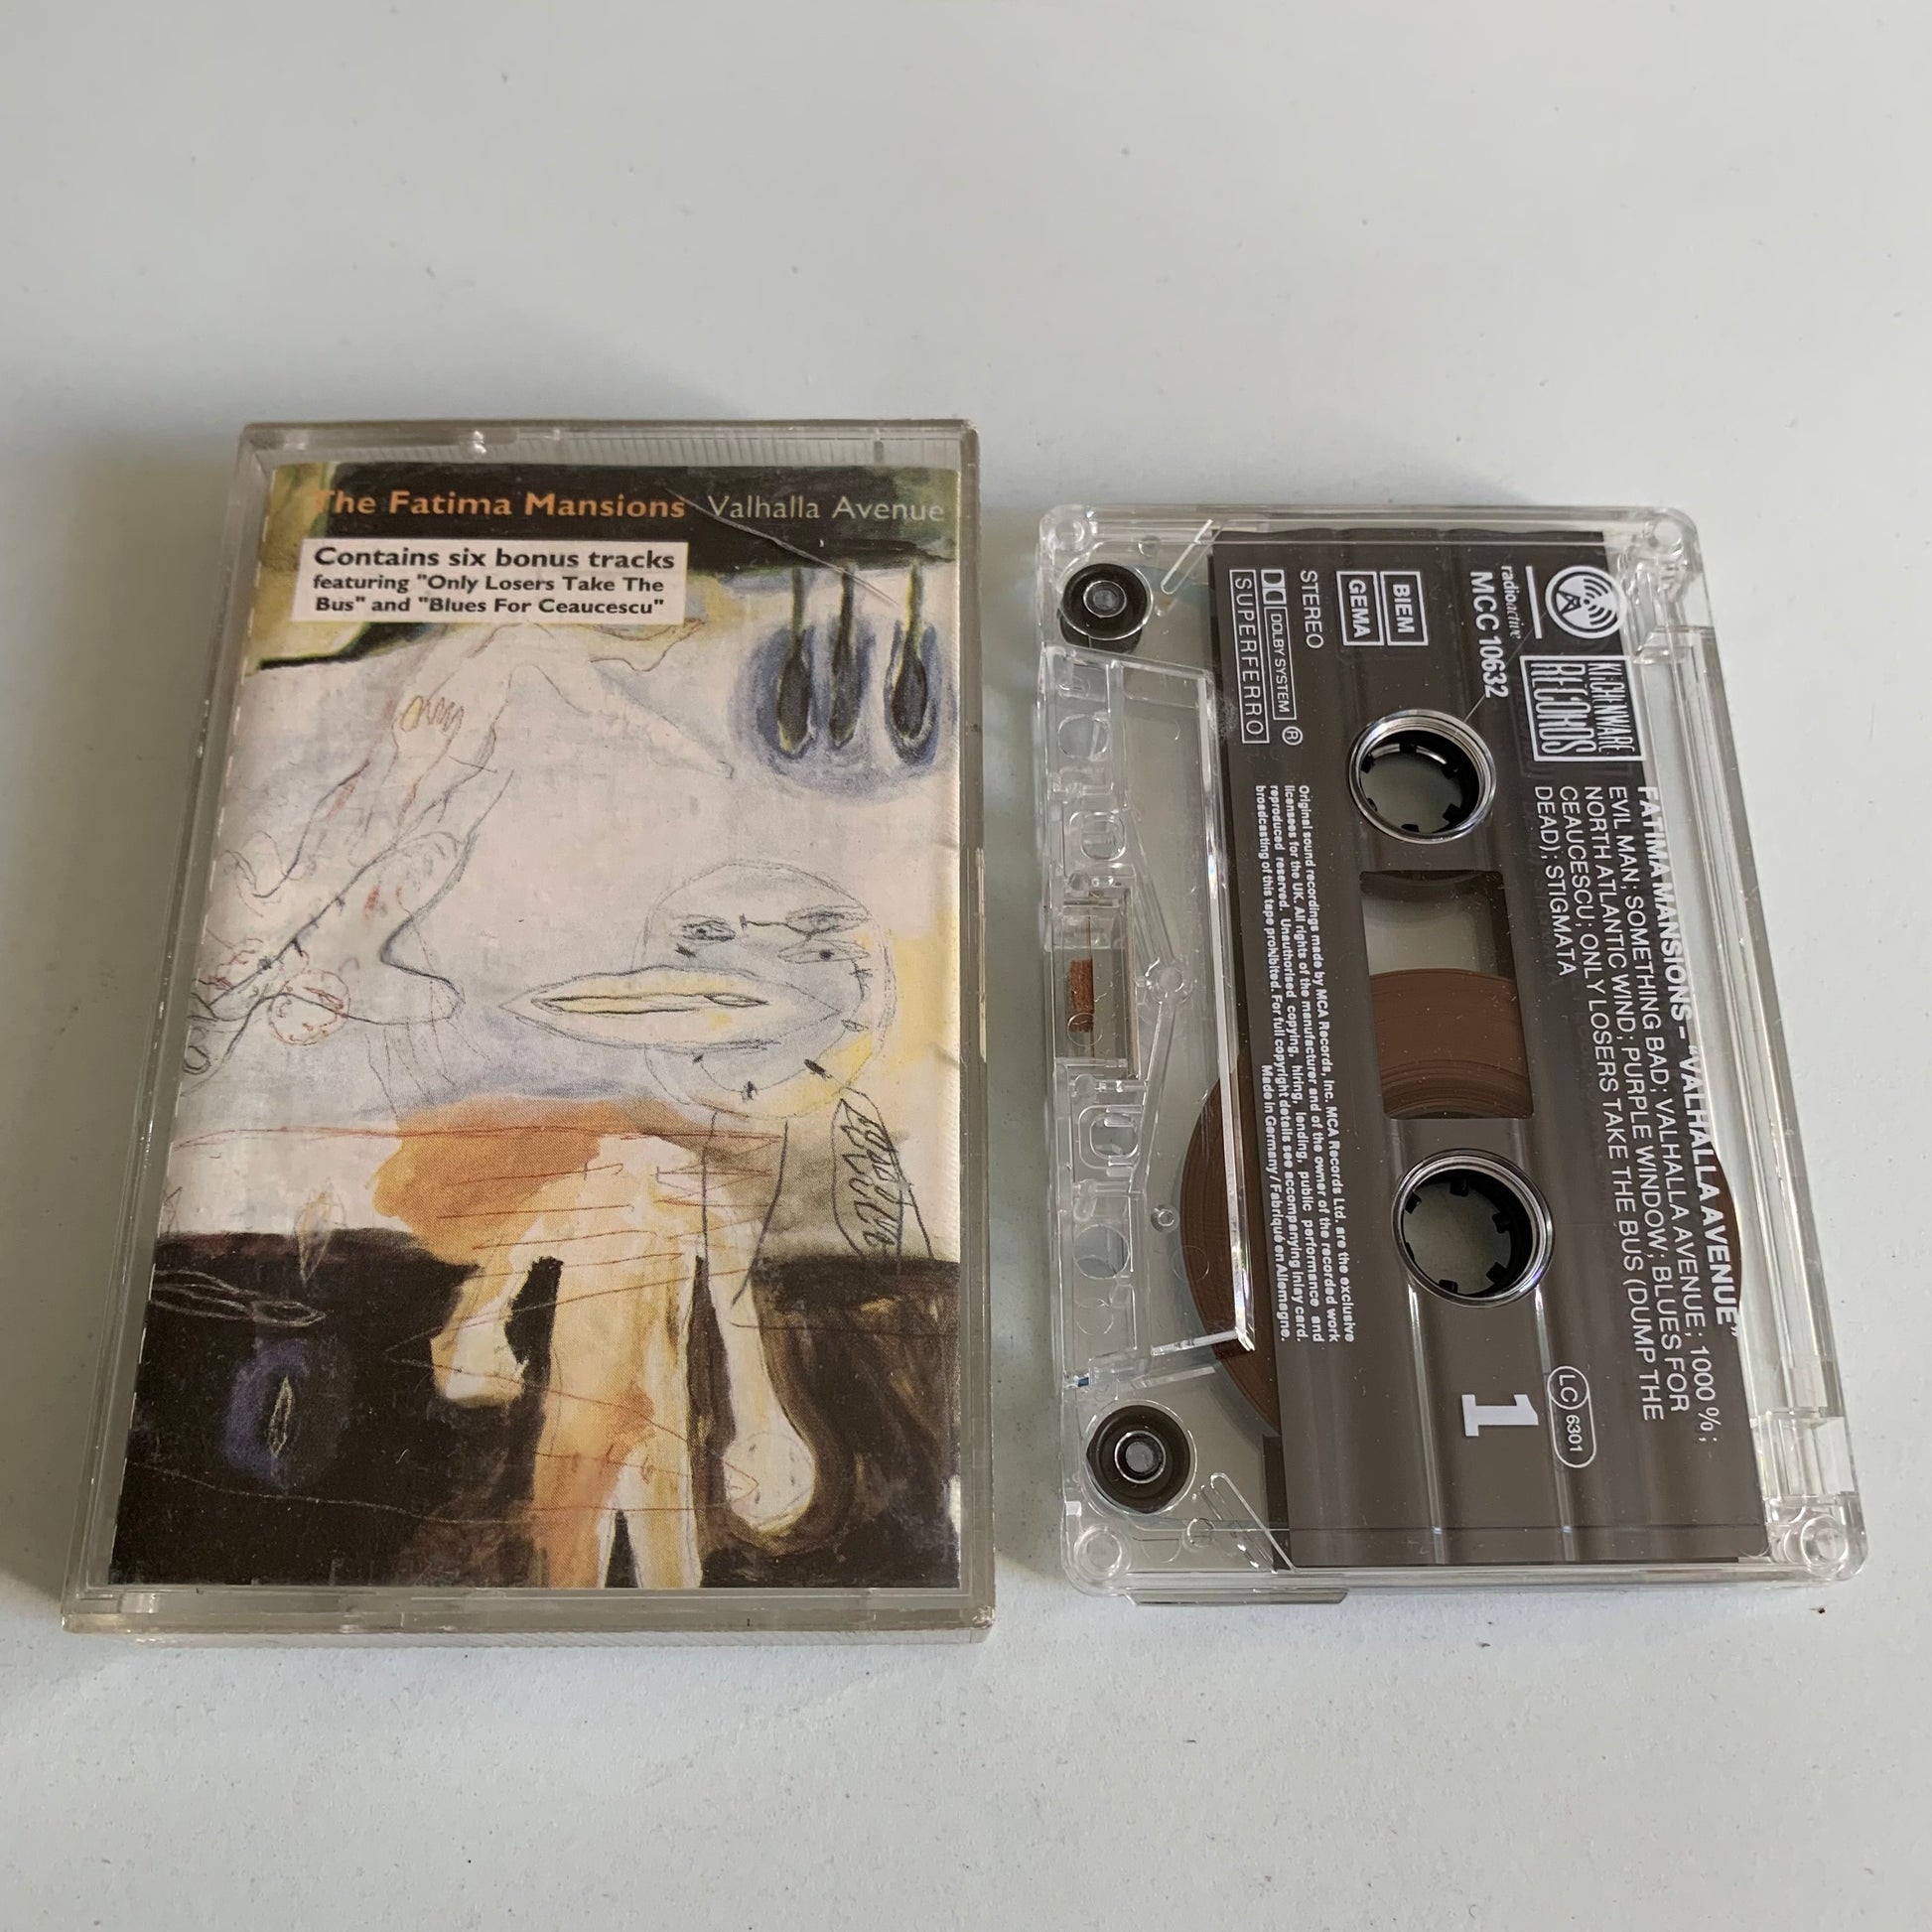 The Fatima Mansions Valhalla Avenue
Contains six bonus tracks
featuring "Only Losers Take The
Bus" and "Blues For Ceaucescu"
FATIMA MANSIONS – "VALHALLA AVENUE"
EVIL MAN; SOMETHING BAD; VALHALLA AVENUE; 1000 %;
NORTH ATLANTIC WIND; PURPLE WINDOW; BLUES FOR
CEAUCESCU; ONLY LOSERS TAKE THE BUS (DUMP THE
DEAD); STIGMATA
KITCHENWARE
RECORDS
radioactive
MCC 10632
LC 6301
1
BIEM
GEMA
STEREO
DOLBY SYSTEM ®
SUPERFERRO
Original sound recordings made by MCA Records, Inc. MCA Records Ltd. are the exclusive
licensees for the UK. All rights of the manufacturer and of the owner of the recorded work
reproduced reserved. Unauthorised copying, hiring, lending, public performance and
broadcasting of this tape prohibited. For full copyright details see accompanying inlay card.
Made in Germany / Fabriqué en Allemagne.